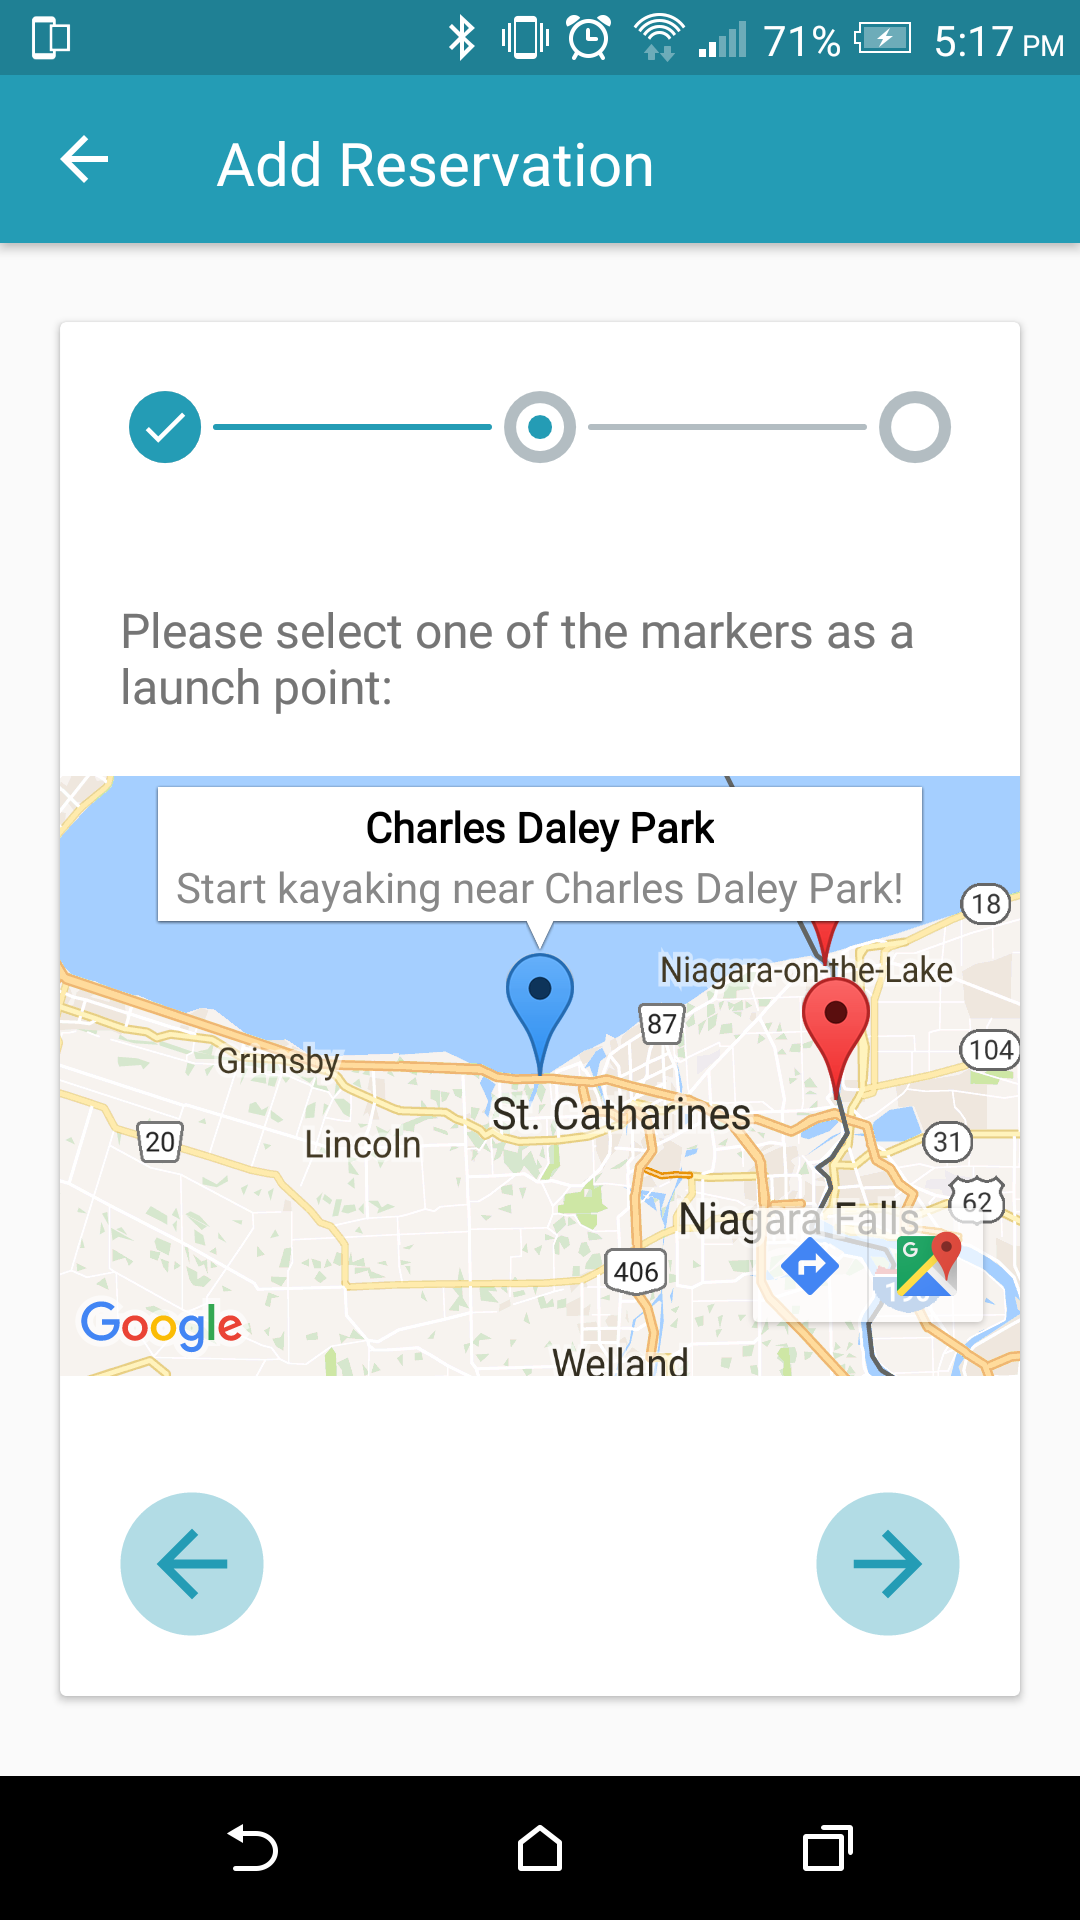 71% 5:17 PM
Add Reservation
Please select one of the markers as a
launch point:
Charles Daley Park
Start kayaking near Charles Daley Park!
18
Niagara-on-the-Lake
87
104
Grimsby
St. Catharines
20
Lincoln
31
62
Niagara Falls
G
406
Google
Welland